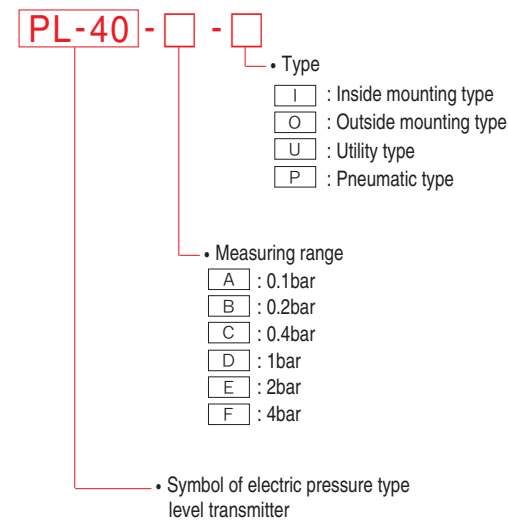 PL-40 - □ - □
• Type
I : Inside mounting type
O : Outside mounting type
U : Utility type
P : Pneumatic type
• Measuring range
A : 0.1bar
B : 0.2bar
C : 0.4bar
D : 1bar
E : 2bar
F : 4bar
• Symbol of electric pressure type
level transmitter